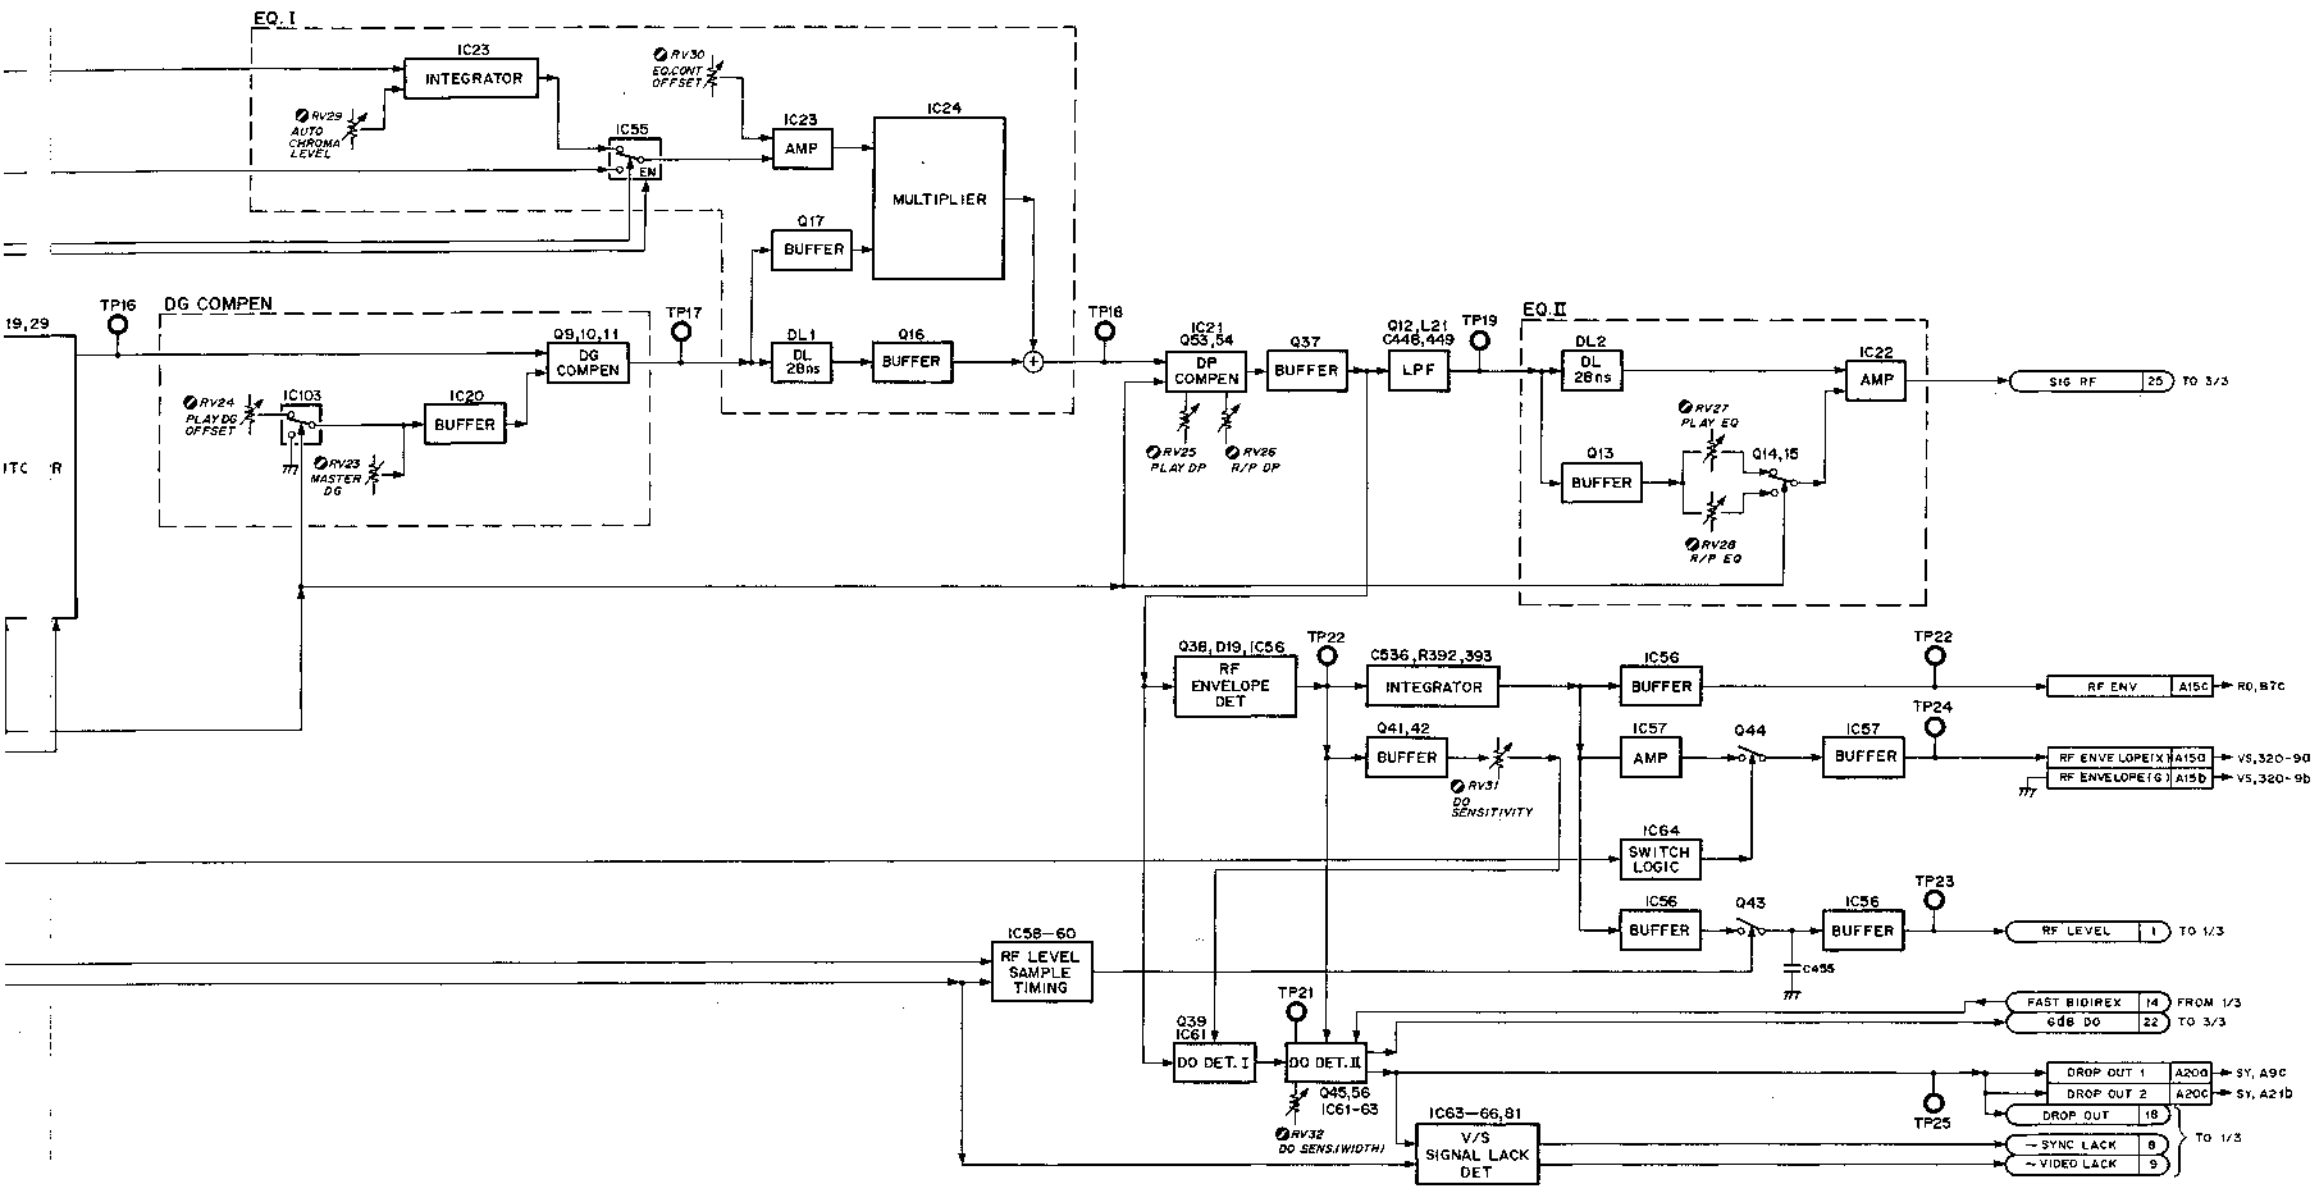 EQ. I
IC23
INTEGRATOR
RV29
AUTO
CHROMA
LEVEL
RV30
EQ.CONT
OFFSET
IC55
EN
IC23
AMP
IC24
MULTIPLIER
Q17
BUFFER
19,29
TP16
DG COMPEN
Q9,10,11
DG
COMPEN
RV24
PLAY DG
OFFSET
IC103
IC20
BUFFER
RV23
MASTER
DG
TP17
DL1
DL
28ns
Q16
BUFFER
+
TP18
IC21
Q53,54
DP
COMPEN
RV25
PLAY DP
RV26
R/P DP
Q37
BUFFER
Q12,L21
C448,449
LPF
TP19
EQ.II
DL2
DL
28ns
IC22
AMP
Q13
BUFFER
RV27
PLAY EQ
Q14,15
RV28
R/P EQ
SIG RF 25 TO 3/3
Q38,D19,IC56
RF
ENVELOPE
DET
TP22
C536,R392,393
INTEGRATOR
IC56
BUFFER
TP22
RF ENV A15c RD,B7C
Q41,42
BUFFER
RV31
DO
SENSITIVITY
IC57
AMP
Q44
IC57
BUFFER
TP24
RF ENVELOPE(X) A15a VS,320-9a
RF ENVELOPE(G) A15b VS,320-9b
IC64
SWITCH
LOGIC
IC56
BUFFER
Q43
C455
IC56
BUFFER
TP23
RF LEVEL 1 TO 1/3
IC58-60
RF LEVEL
SAMPLE
TIMING
Q39
IC61
DO DET. I
TP21
DO DET. II
Q45,56
IC61-63
RV32
DO SENS.(WIDTH)
FAST BIDIREX 14 FROM 1/3
6dB DO 22 TO 3/3
TP25
DROP OUT 1 A20a SY, A9c
DROP OUT 2 A20c SY, A21b
DROP OUT 18
IC63-66,81
V/S
SIGNAL LACK
DET
-SYNC LACK 8
-VIDEO LACK 9
TO 1/3